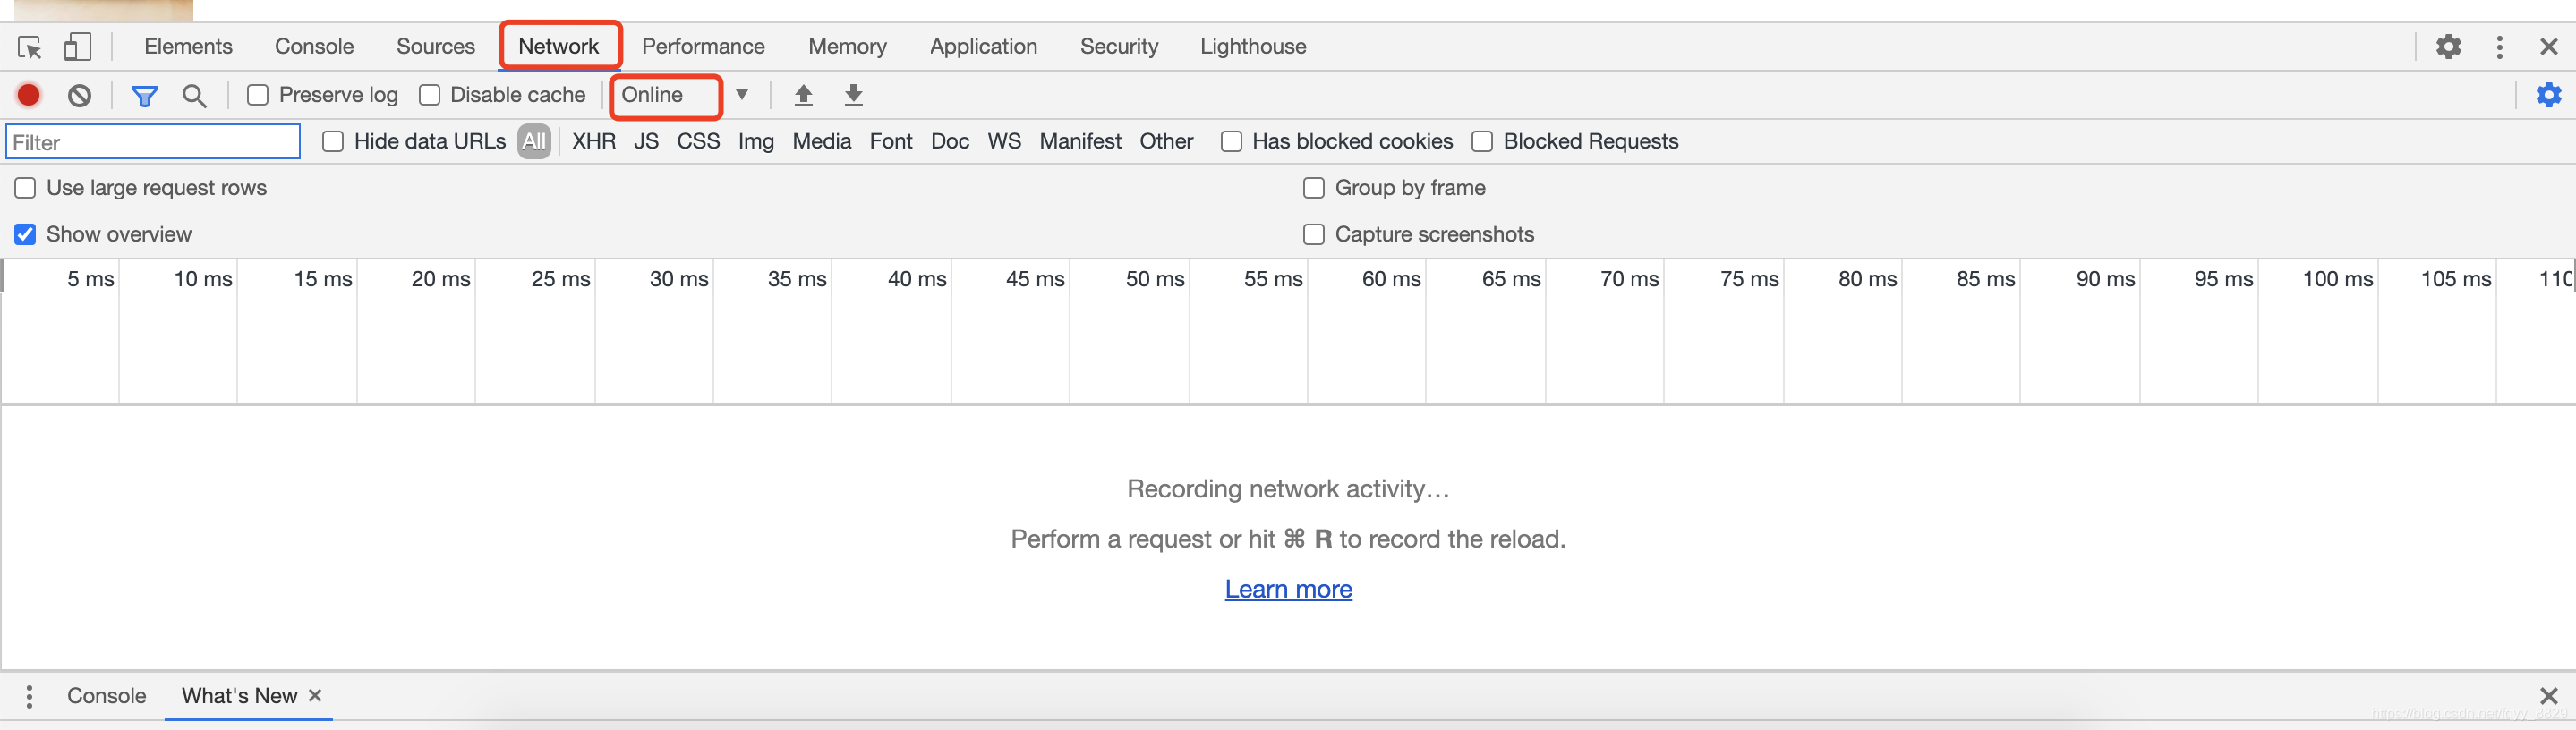 Elements Console Sources Network Performance Memory Application Security Lighthouse
Preserve log Disable cache Online
Filter Hide data URLs All XHR JS CSS Img Media Font Doc WS Manifest Other Has blocked cookies Blocked Requests
Use large request rows Group by frame
Show overview Capture screenshots
5 ms 10 ms 15 ms 20 ms 25 ms 30 ms 35 ms 40 ms 45 ms 50 ms 55 ms 60 ms 65 ms 70 ms 75 ms 80 ms 85 ms 90 ms 95 ms 100 ms 105 ms 110
Recording network activity…
Perform a request or hit ⌘ R to record the reload.
Learn more
Console What's New